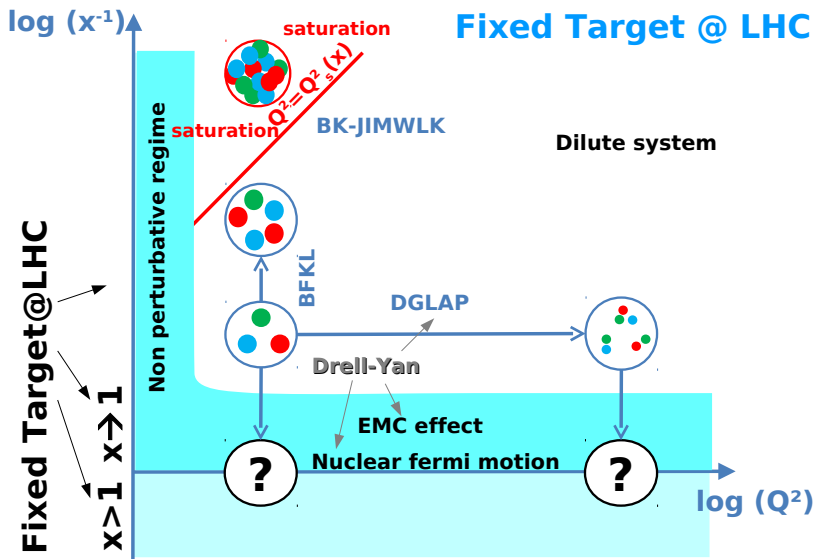 log (x⁻¹)
Fixed Target @ LHC
saturation
Q²=Q²ₛ(x)
saturation
BK-JIMWLK
Dilute system
Non perturbative regime
BFKL
DGLAP
Drell-Yan
EMC effect
Nuclear fermi motion
?
?
log (Q²)
Fixed Target@LHC
x→1
x>1